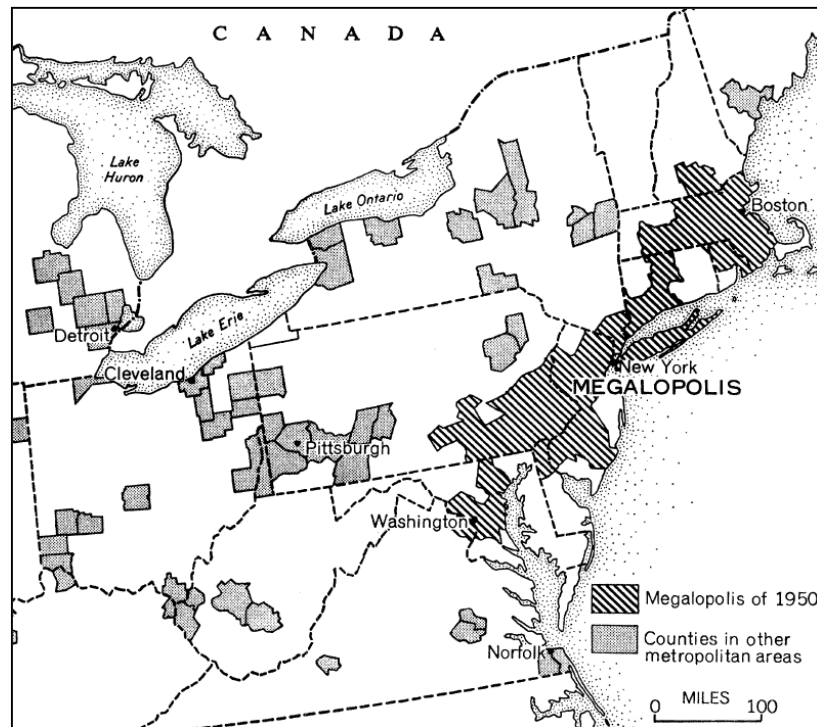 CANADA
Lake
Huron
Lake Ontario
Boston
Detroit
Lake Erie
Cleveland
New York
MEGALOPOLIS
Pittsburgh
Washington
Megalopolis of 1950
Counties in other
metropolitan areas
Norfolk
MILES
0 100